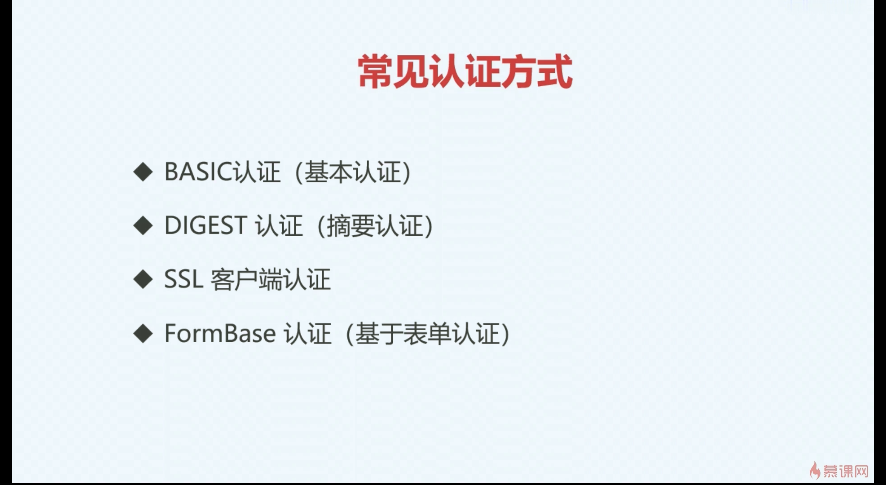 常见认证方式
◆ BASIC认证（基本认证）
◆ DIGEST 认证（摘要认证）
◆ SSL 客户端认证
◆ FormBase 认证（基于表单认证）
慕课网